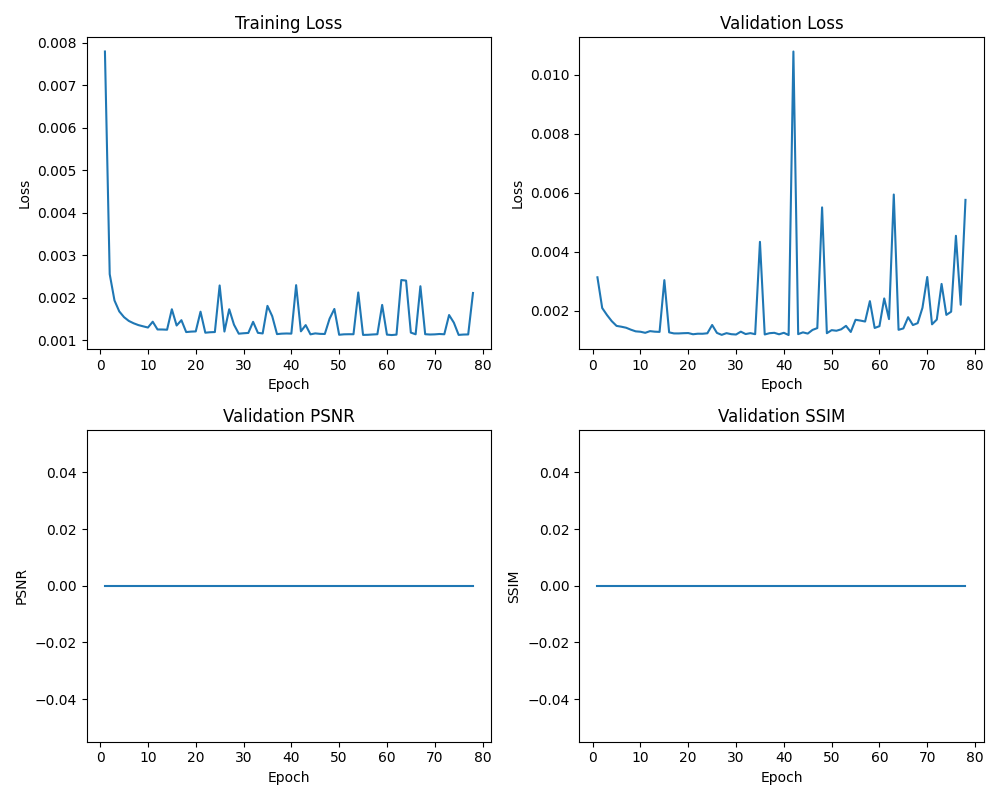 Training Loss
Loss
0.008
0.007
0.006
0.005
0.004
0.003
0.002
0.001
0 10 20 30 40 50 60 70 80
Epoch
Validation Loss
Loss
0.010
0.008
0.006
0.004
0.002
0 10 20 30 40 50 60 70 80
Epoch
Validation PSNR
PSNR
0.04
0.02
0.00
−0.02
−0.04
0 10 20 30 40 50 60 70 80
Epoch
Validation SSIM
SSIM
0.04
0.02
0.00
−0.02
−0.04
0 10 20 30 40 50 60 70 80
Epoch